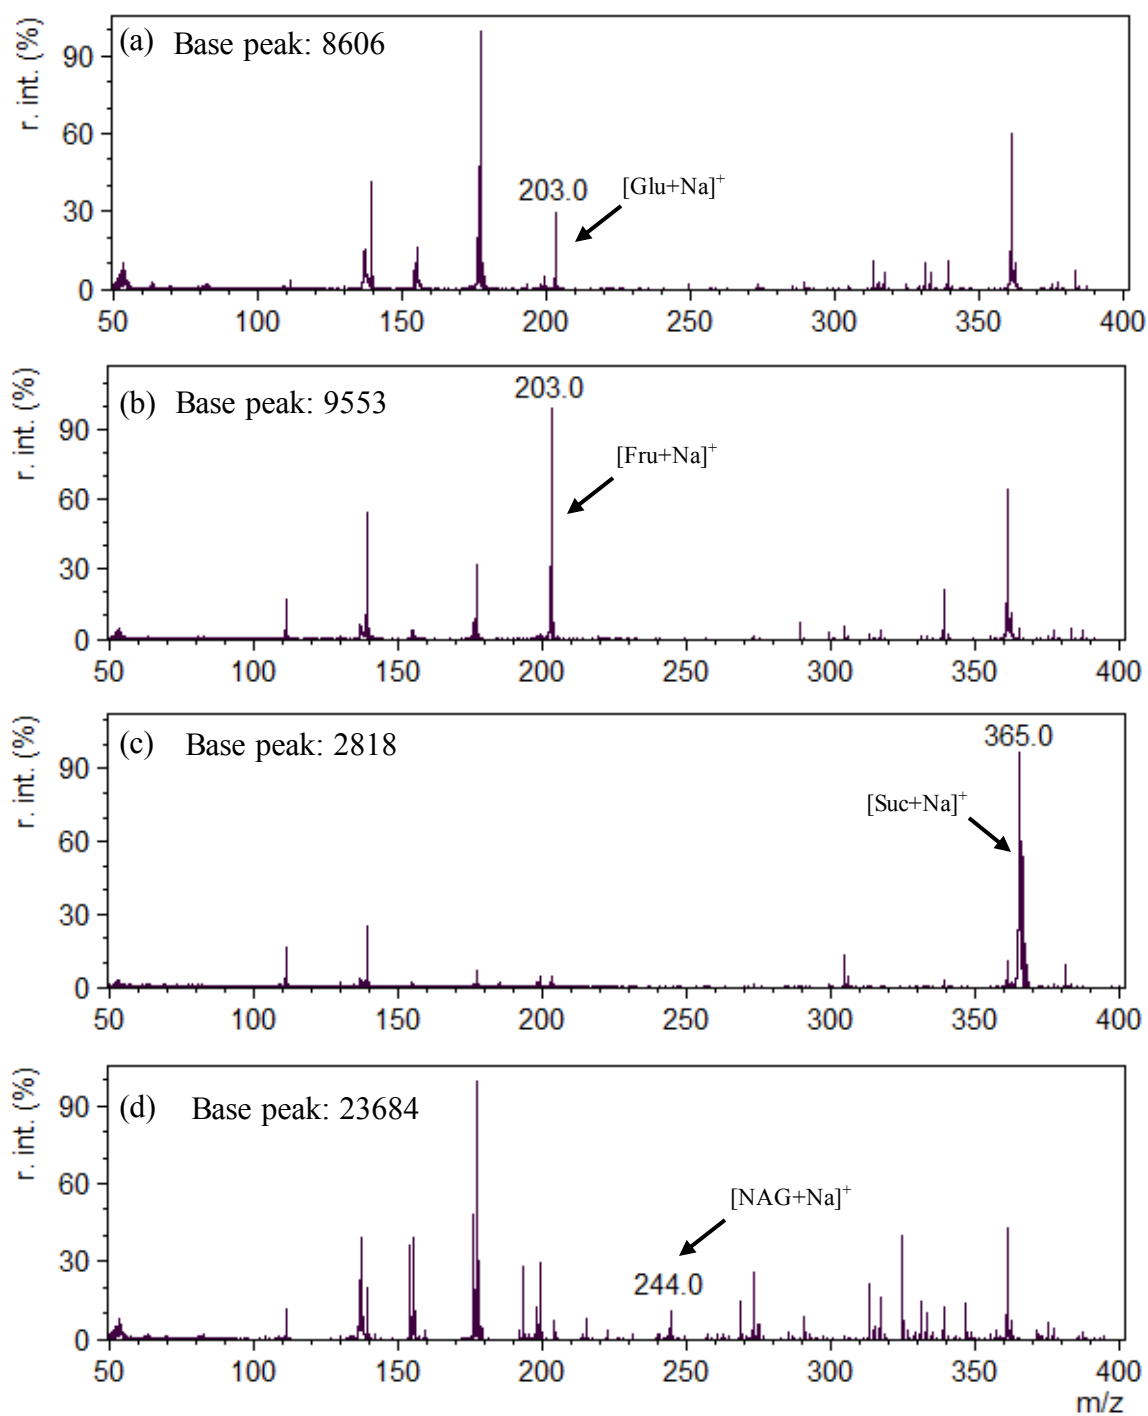 (a) Base peak: 8606
r. int. (%)
90
60
30
0
203.0
[Glu+Na]+
50 100 150 200 250 300 350 400
(b) Base peak: 9553
r. int. (%)
90
60
30
0
203.0
[Fru+Na]+
50 100 150 200 250 300 350 400
(c) Base peak: 2818
r. int. (%)
90
60
30
0
365.0
[Suc+Na]+
50 100 150 200 250 300 350 400
(d) Base peak: 23684
r. int. (%)
90
60
30
0
[NAG+Na]+
244.0
50 100 150 200 250 300 350 400
m/z